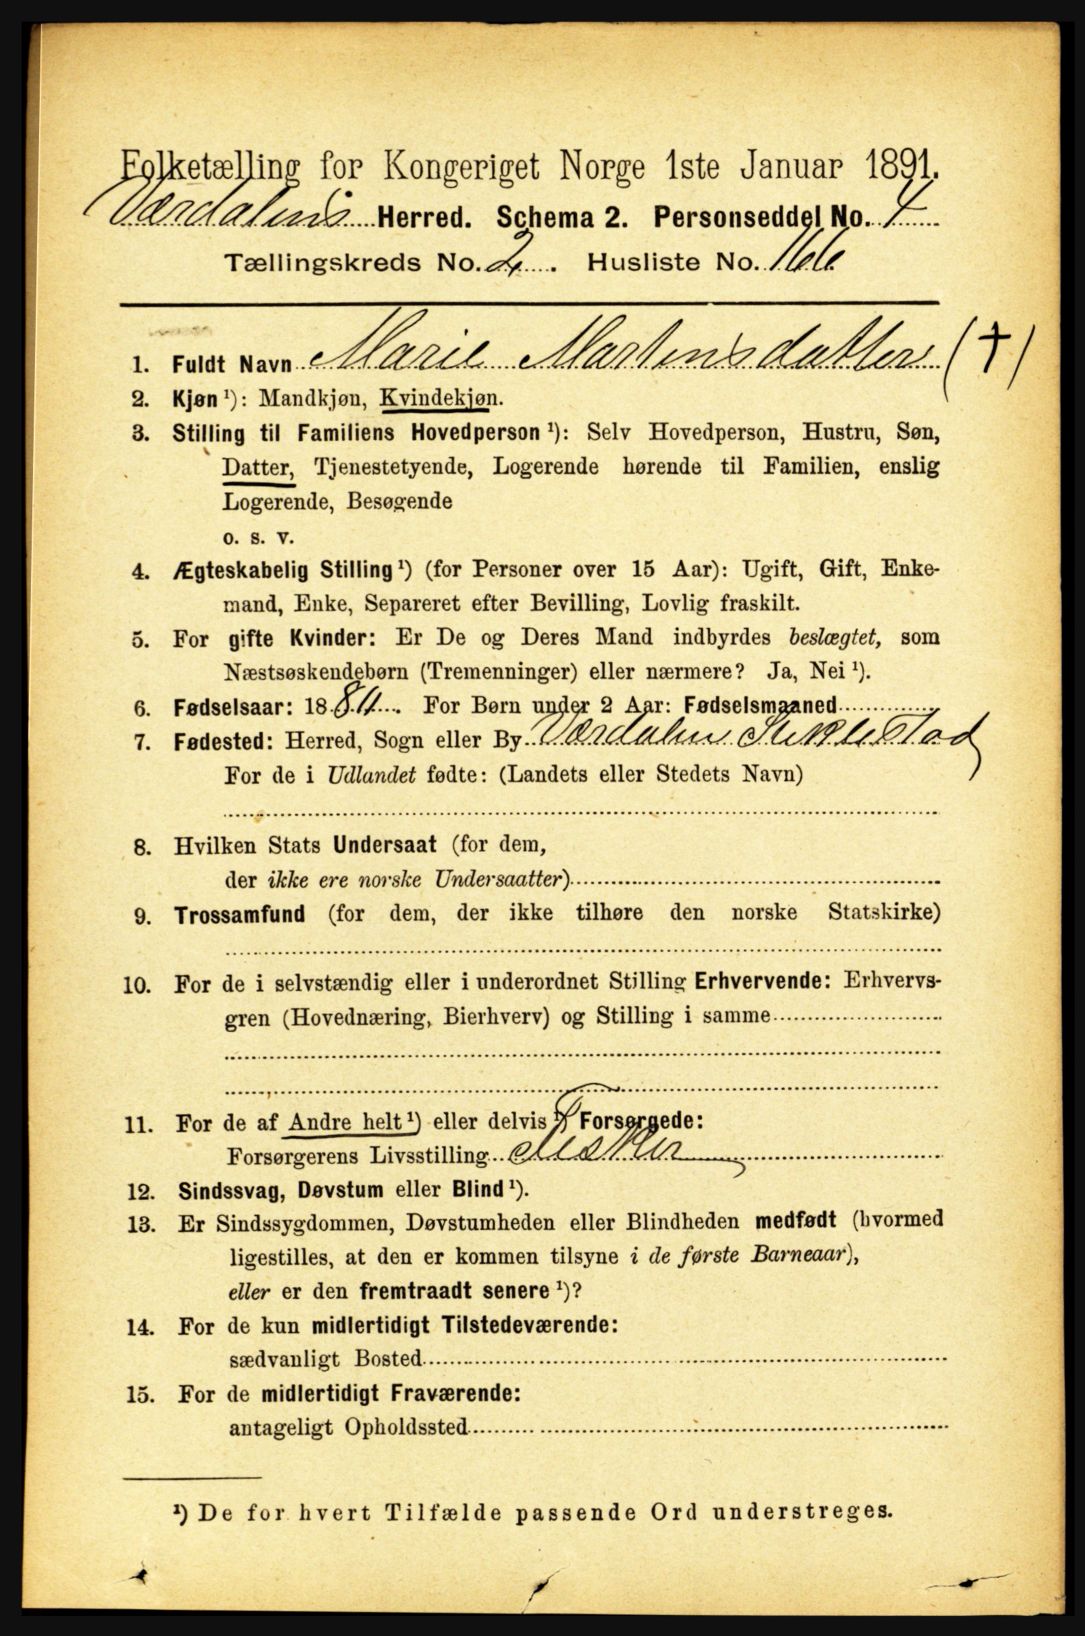 Folketælling for Kongeriget Norge 1ste Januar 1891.
Værdalens Herred. Schema 2. Personseddel No. 4
Tællingskreds No. 2. Husliste No. 166
1. Fuldt Navn Marie Martinsdatter (†)
2. Kjøn ¹): Mandkjøn, Kvindekjøn.
3. Stilling til Familiens Hovedperson ¹): Selv Hovedperson, Hustru, Søn,
Datter, Tjenestetyende, Logerende hørende til Familien, enslig
Logerende, Besøgende
o. s. v.
4. Ægteskabelig Stilling ¹) (for Personer over 15 Aar): Ugift, Gift, Enke-
mand, Enke, Separeret efter Bevilling, Lovlig fraskilt.
5. For gifte Kvinder: Er De og Deres Mand indbyrdes beslægtet, som
Næstsøskendebørn (Tremenninger) eller nærmere? Ja, Nei ¹).
6. Fødselsaar: 1884. For Børn under 2 Aar: Fødselsmaaned
7. Fødested: Herred, Sogn eller By Værdalen Stiklestad
For de i Udlandet fødte: (Landets eller Stedets Navn)
8. Hvilken Stats Undersaat (for dem,
der ikke ere norske Undersaatter)
9. Trossamfund (for dem, der ikke tilhøre den norske Statskirke)
10. For de i selvstændig eller i underordnet Stilling Erhvervende: Erhvervs-
gren (Hovednæring, Bierhverv) og Stilling i samme
11. For de af Andre helt ¹) eller delvis ¹) Forsørgede:
Forsørgerens Livsstilling
12. Sindssvag, Døvstum eller Blind ¹).
13. Er Sindssygdommen, Døvstumheden eller Blindheden medfødt (hvormed
ligestilles, at den er kommen tilsyne i de første Barneaar),
eller er den fremtraadt senere ¹)?
14. For de kun midlertidigt Tilstedeværende:
sædvanligt Bosted
15. For de midlertidigt Fraværende:
antageligt Opholdssted
¹) De for hvert Tilfælde passende Ord understreges.